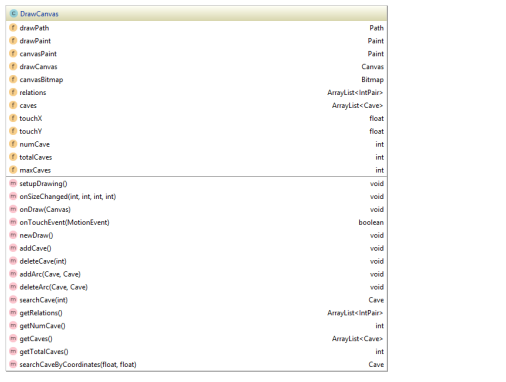 C DrawCanvas
f drawPath Path
f drawPaint Paint
f canvasPaint Paint
f drawCanvas Canvas
f canvasBitmap Bitmap
f relations ArrayList<IntPair>
f caves ArrayList<Cave>
f touchX float
f touchY float
f numCave int
f totalCaves int
f maxCaves int
m setupDrawing() void
m onSizeChanged(int, int, int, int) void
m onDraw(Canvas) void
m onTouchEvent(MotionEvent) boolean
m newDraw() void
m addCave() void
m deleteCave(int) void
m addArc(Cave, Cave) void
m deleteArc(Cave, Cave) void
m searchCave(int) Cave
m getRelations() ArrayList<IntPair>
m getNumCave() int
m getCaves() ArrayList<Cave>
m getTotalCaves() int
m searchCaveByCoordinates(float, float) Cave